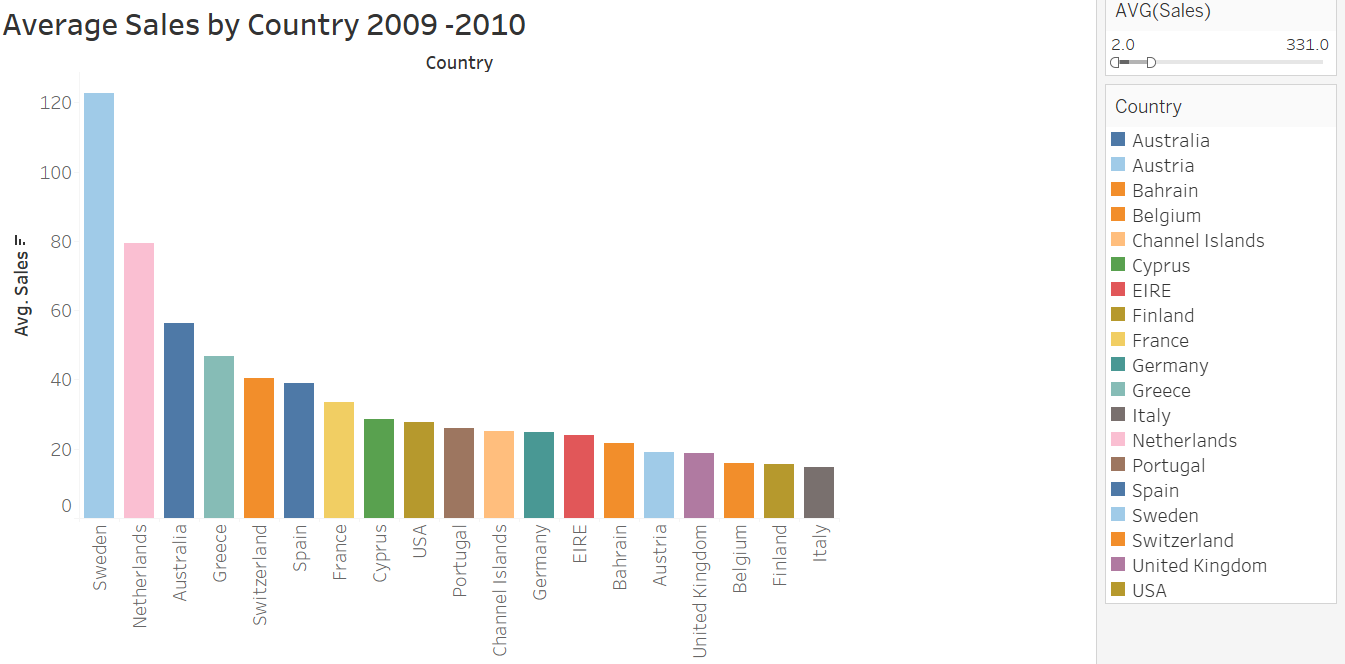 Average Sales by Country 2009 -2010
Country
Avg. Sales
120
100
80
60
40
20
0
Sweden
Netherlands
Australia
Greece
Switzerland
Spain
France
Cyprus
USA
Portugal
Channel Islands
Germany
EIRE
Bahrain
Austria
United Kingdom
Belgium
Finland
Italy
AVG(Sales)
2.0 331.0
Country
Australia
Austria
Bahrain
Belgium
Channel Islands
Cyprus
EIRE
Finland
France
Germany
Greece
Italy
Netherlands
Portugal
Spain
Sweden
Switzerland
United Kingdom
USA